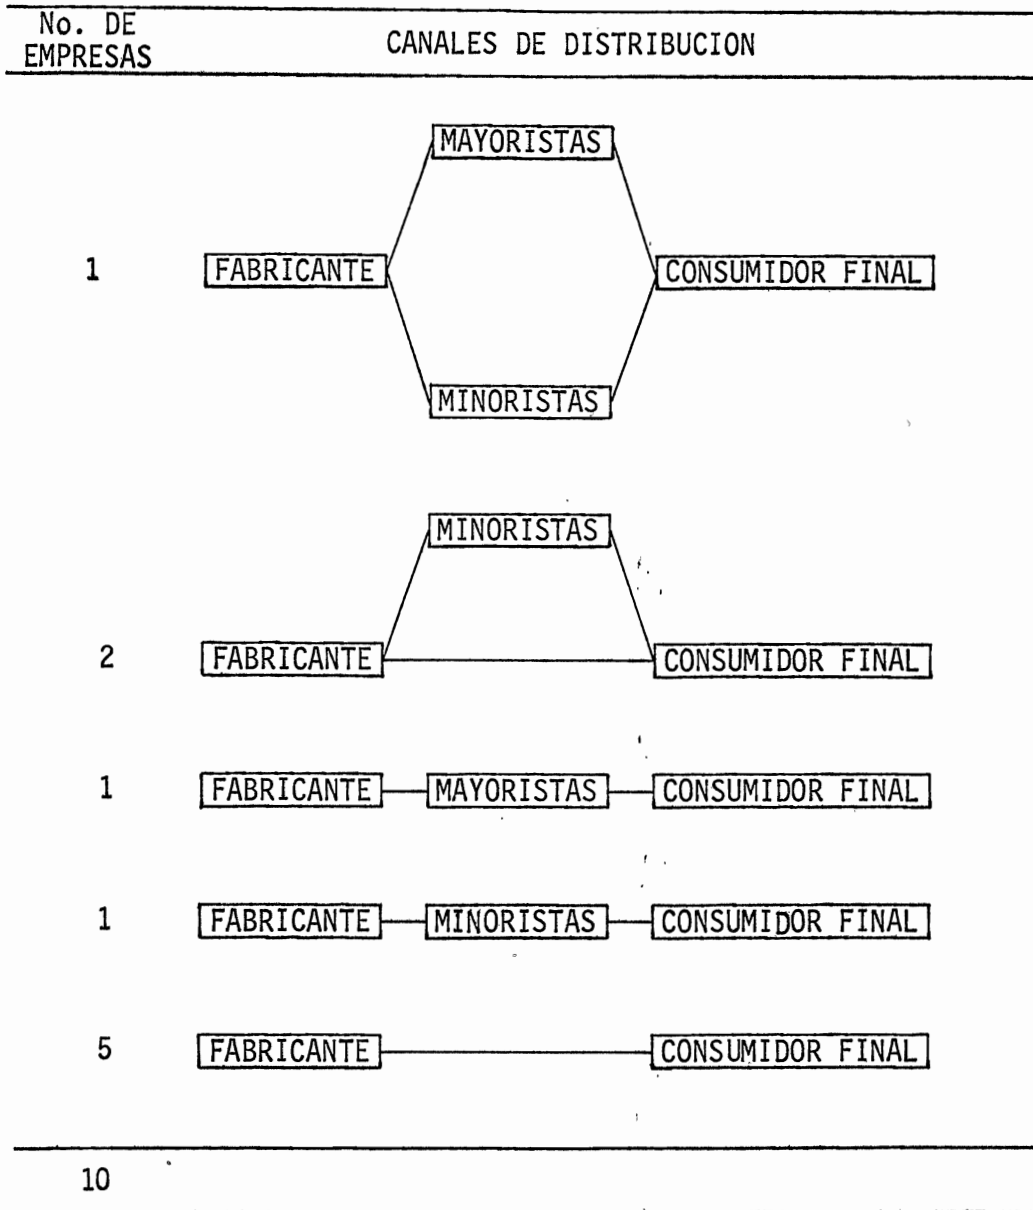 No. DE
EMPRESAS
CANALES DE DISTRIBUCION
MAYORISTAS
1 FABRICANTE CONSUMIDOR FINAL
MINORISTAS
MINORISTAS
2 FABRICANTE CONSUMIDOR FINAL
1 FABRICANTE MAYORISTAS CONSUMIDOR FINAL
1 FABRICANTE MINORISTAS CONSUMIDOR FINAL
5 FABRICANTE CONSUMIDOR FINAL
10